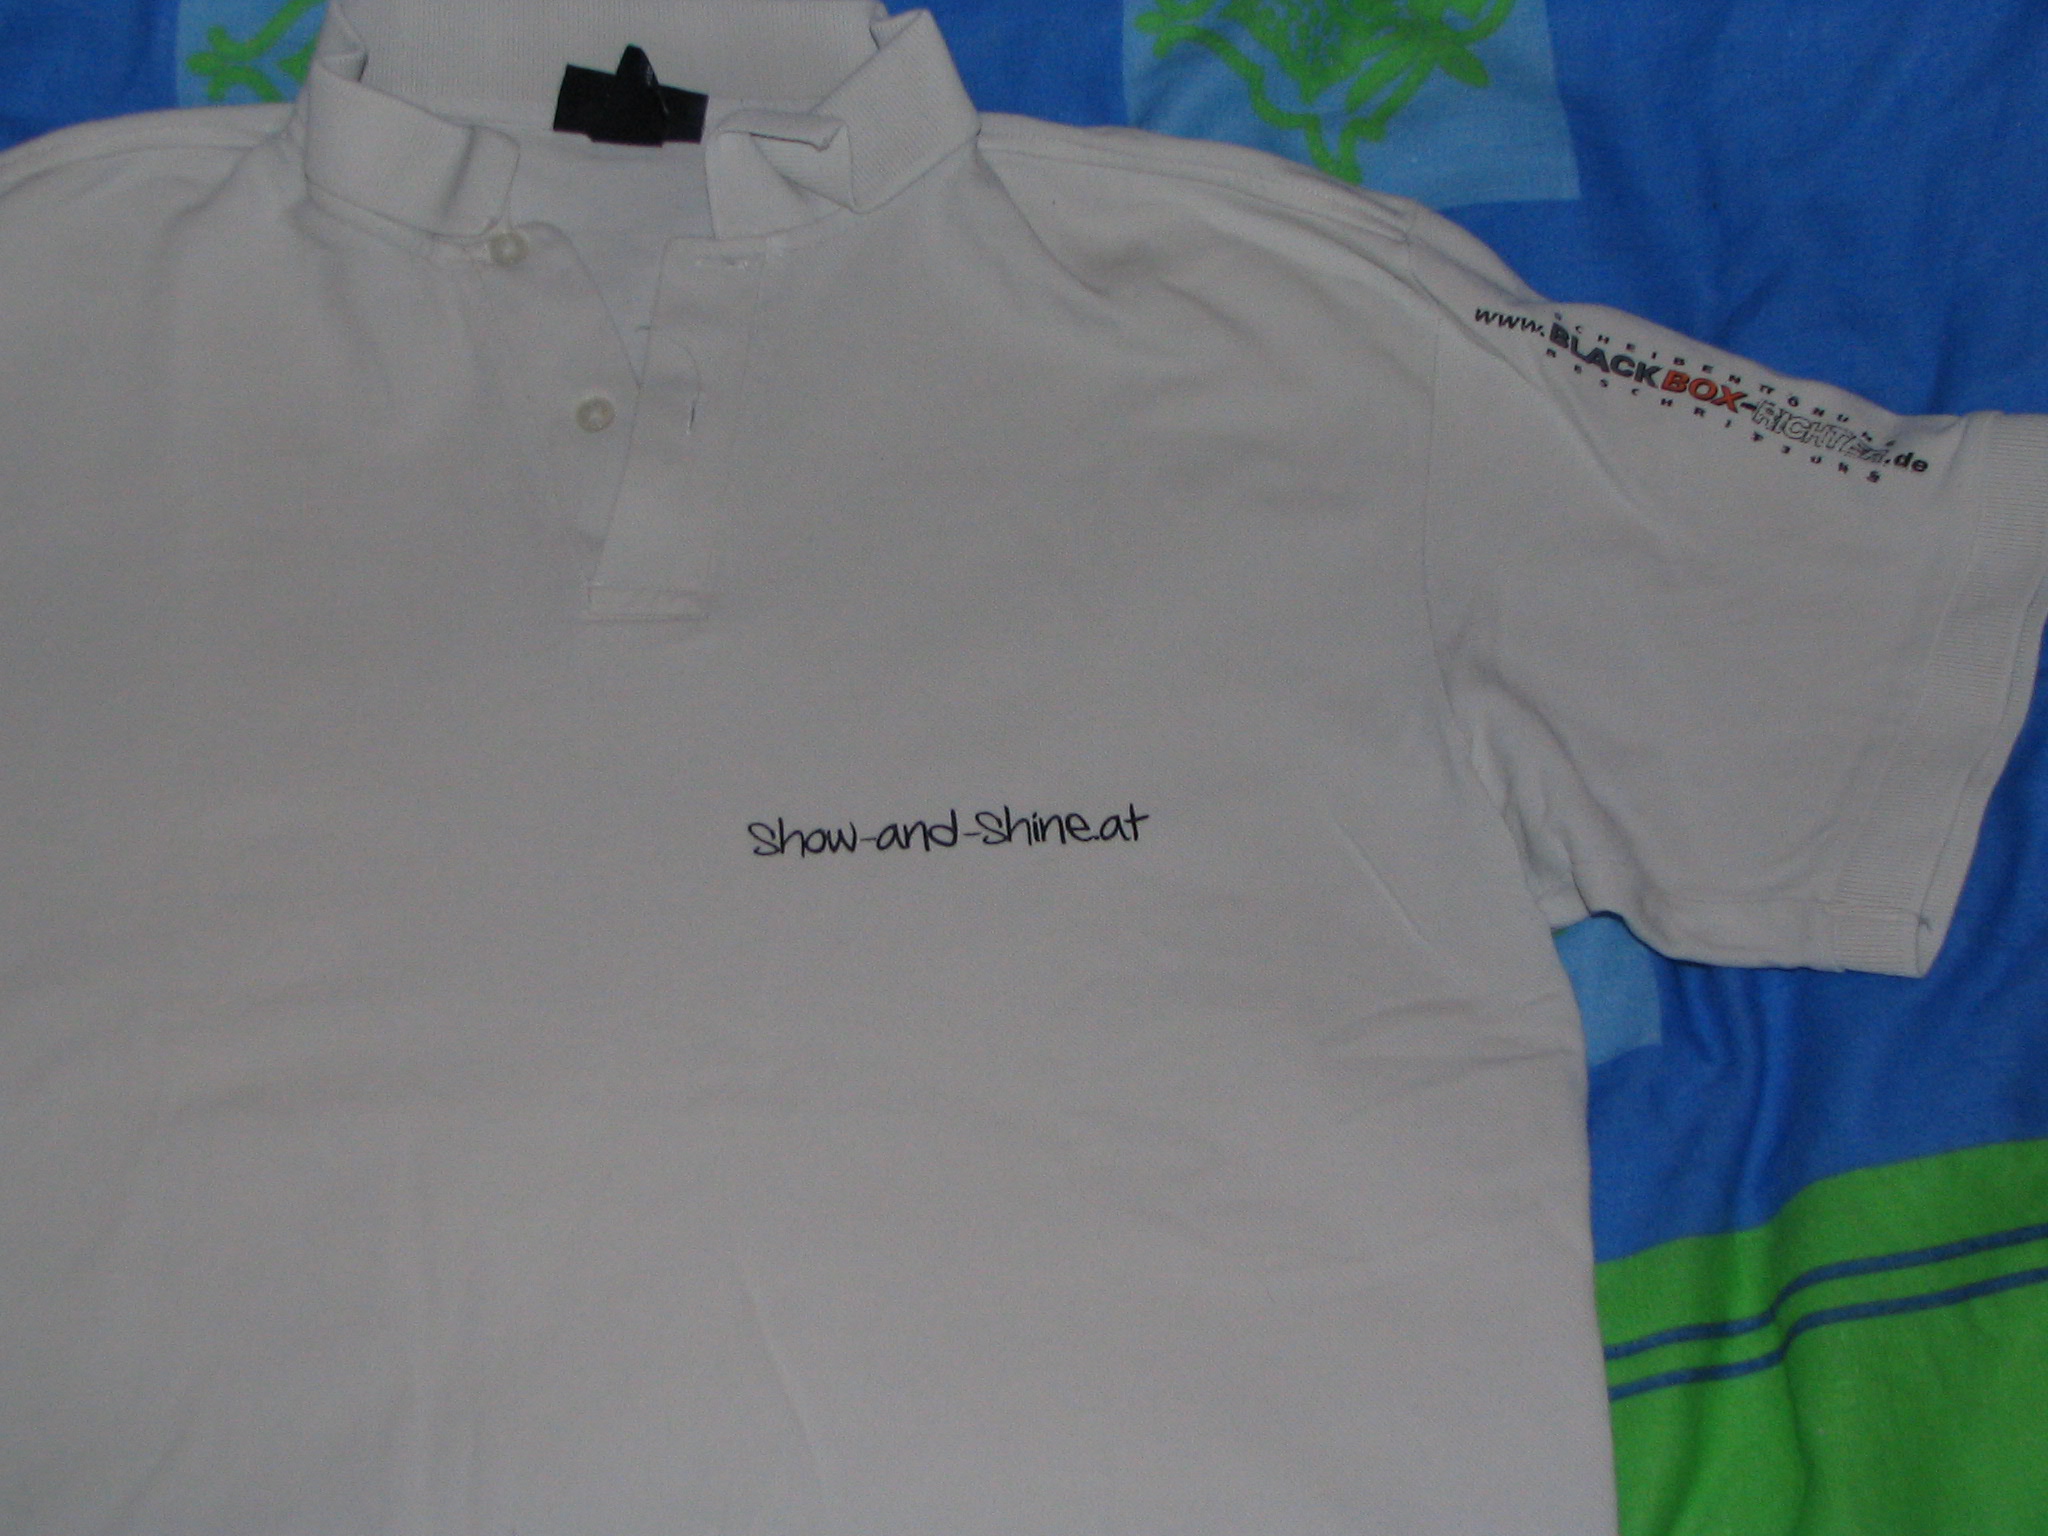 SCHEIBENTÖNUNG
www.BLACKBOX-RICHTER.de
BESCHRIFTUNG
show-and-shine.at